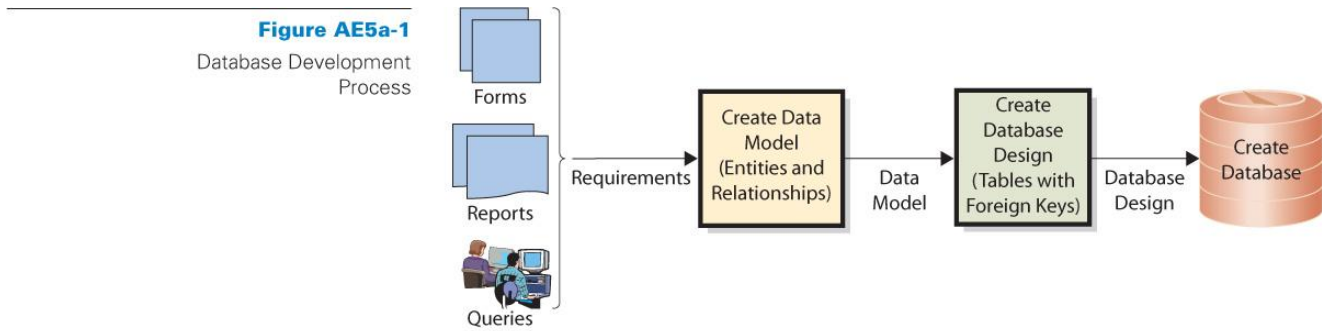 Figure AE5a-1
Database Development
Process
Forms
Reports
Queries
Requirements
Create Data
Model
(Entities and
Relationships)
Data
Model
Create
Database
Design
(Tables with
Foreign Keys)
Database
Design
Create
Database